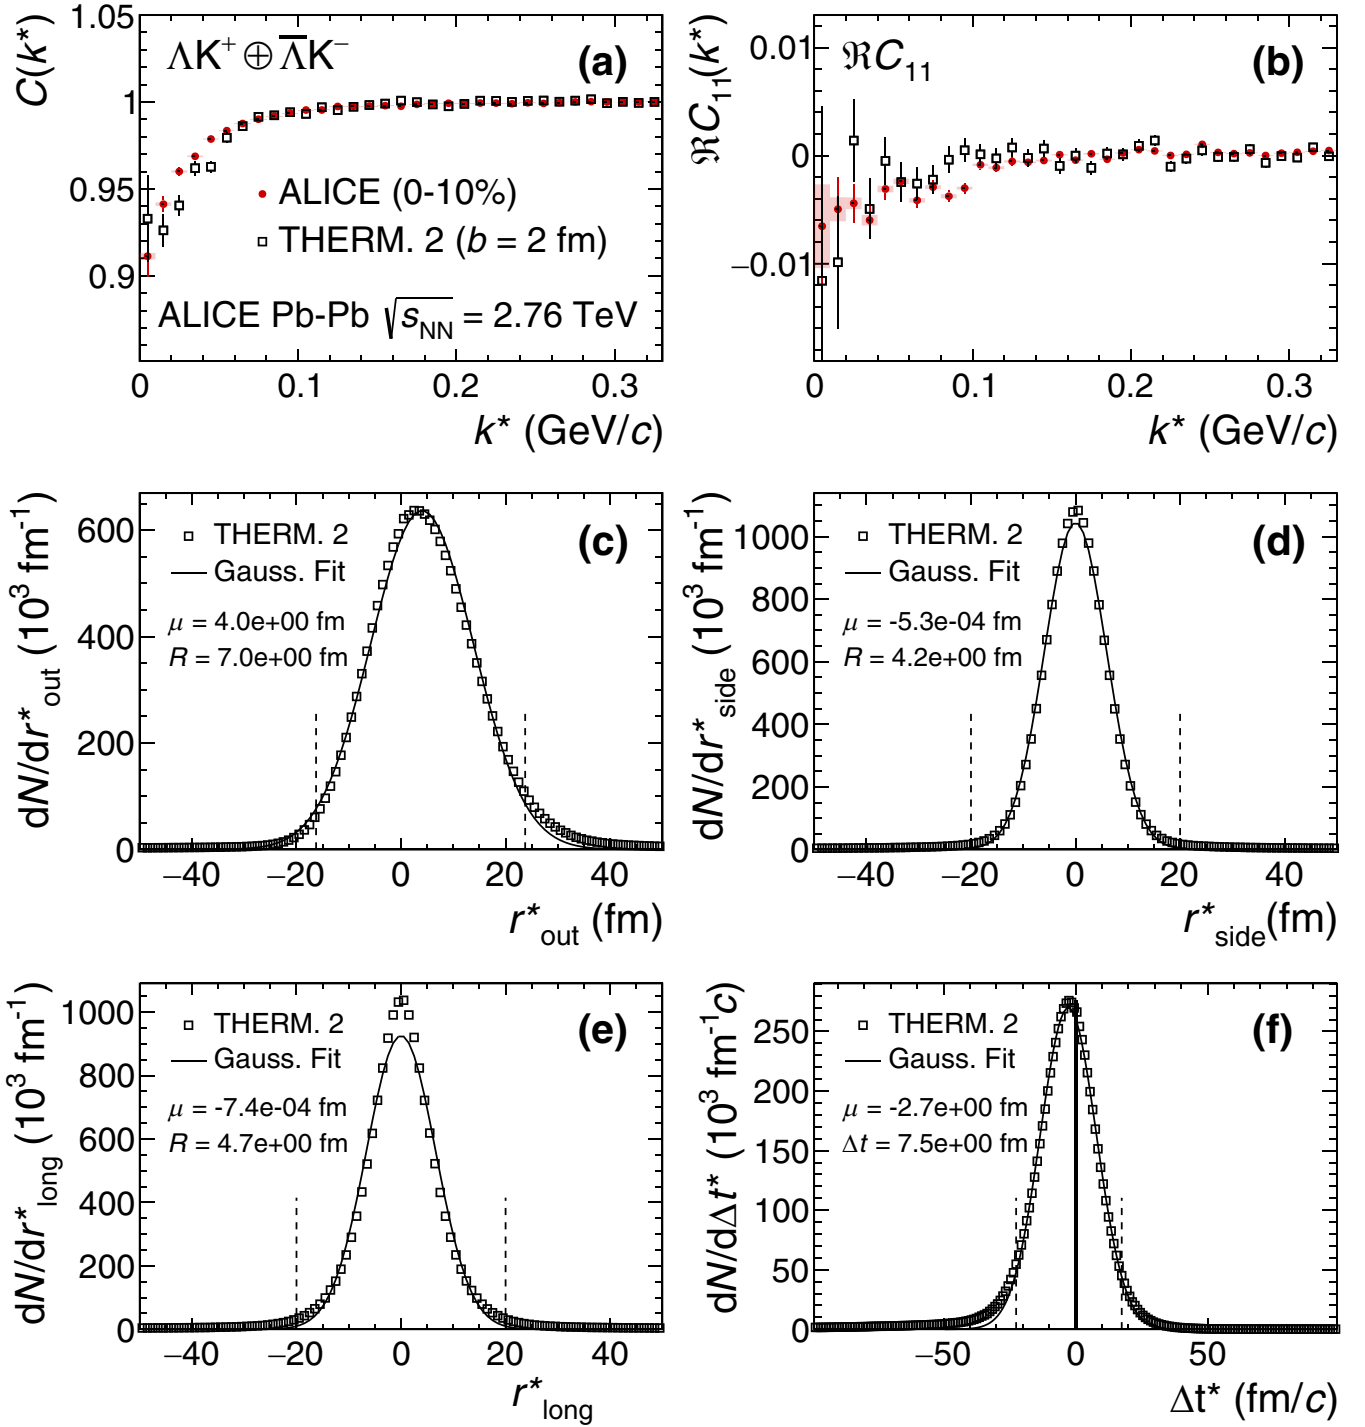 1.05
1
0.95
0.9
C(k*)
ΛK⁺ ⊕ Λ̅K⁻
(a)
ALICE (0-10%)
THERM. 2 (b = 2 fm)
ALICE Pb-Pb √s_NN = 2.76 TeV
0 0.1 0.2 0.3
k* (GeV/c)
0.01
0
−0.01
ℜC₁₁(k*)
ℜC₁₁
(b)
0 0.1 0.2 0.3
k* (GeV/c)
600
400
200
0
dN/dr*_out (10³ fm⁻¹)
THERM. 2
Gauss. Fit
(c)
μ = 4.0e+00 fm
R = 7.0e+00 fm
−40 −20 0 20 40
r*_out (fm)
1000
800
600
400
200
0
dN/dr*_side (10³ fm⁻¹)
THERM. 2
Gauss. Fit
(d)
μ = -5.3e-04 fm
R = 4.2e+00 fm
−40 −20 0 20 40
r*_side (fm)
1000
800
600
400
200
0
dN/dr*_long (10³ fm⁻¹)
THERM. 2
Gauss. Fit
(e)
μ = -7.4e-04 fm
R = 4.7e+00 fm
−40 −20 0 20 40
r*_long
250
200
150
100
50
0
dN/dΔt* (10³ fm⁻¹c)
THERM. 2
Gauss. Fit
(f)
μ = -2.7e+00 fm
Δt = 7.5e+00 fm
−50 0 50
Δt* (fm/c)